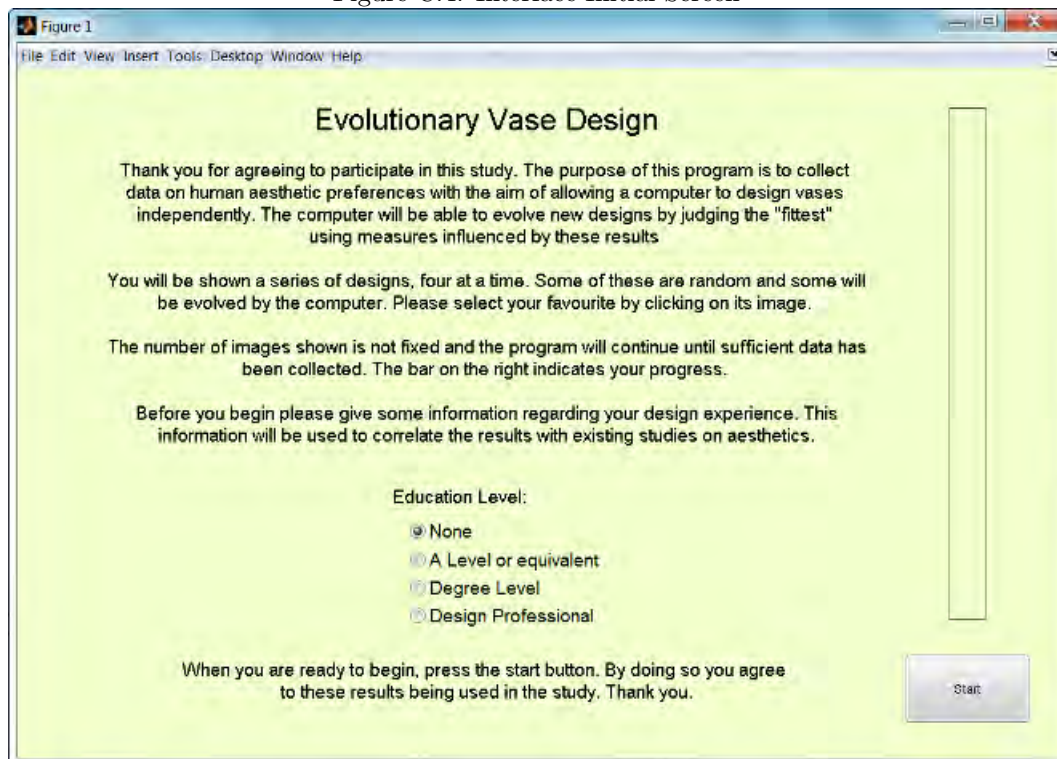 Figure 1
File Edit View Insert Tools Desktop Window Help
Evolutionary Vase Design
Thank you for agreeing to participate in this study. The purpose of this program is to collect
data on human aesthetic preferences with the aim of allowing a computer to design vases
independently. The computer will be able to evolve new designs by judging the "fittest"
using measures influenced by these results
You will be shown a series of designs, four at a time. Some of these are random and some will
be evolved by the computer. Please select your favourite by clicking on its image.
The number of images shown is not fixed and the program will continue until sufficient data has
been collected. The bar on the right indicates your progress.
Before you begin please give some information regarding your design experience. This
information will be used to correlate the results with existing studies on aesthetics.
Education Level:
None
A Level or equivalent
Degree Level
Design Professional
When you are ready to begin, press the start button. By doing so you agree
to these results being used in the study. Thank you.
Start